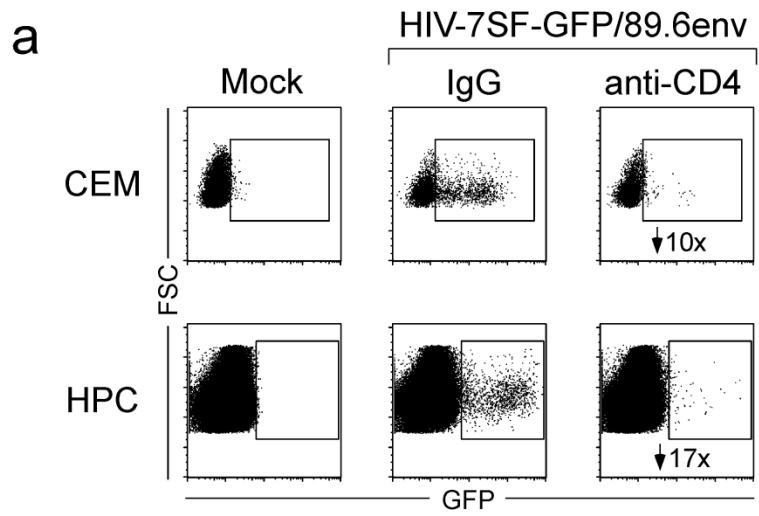 a
HIV-7SF-GFP/89.6env
Mock
IgG
anti-CD4
CEM
10x
FSC
HPC
17x
GFP